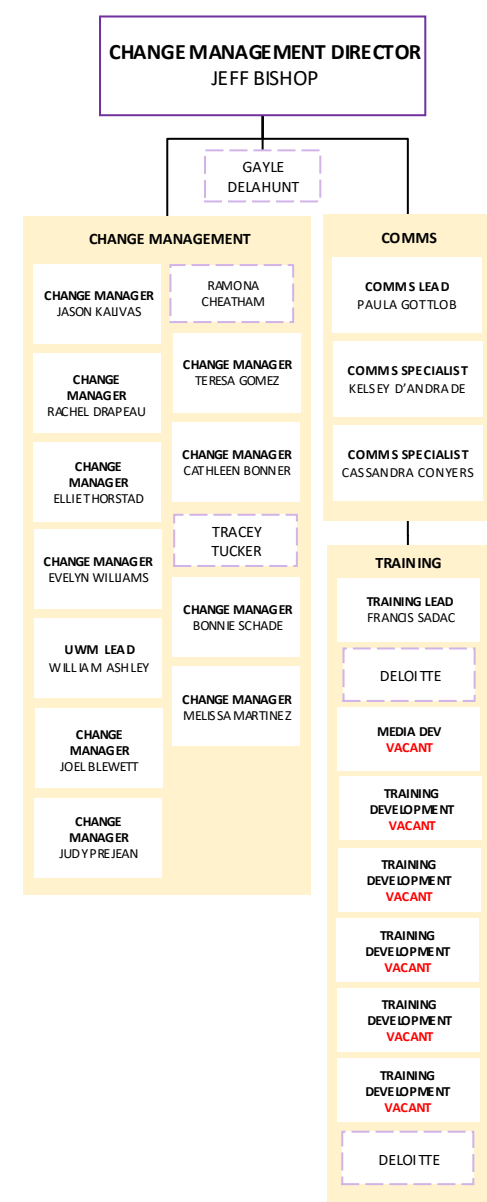 CHANGE MANAGEMENT DIRECTOR
JEFF BISHOP
GAYLE
DELAHUNT
CHANGE MANAGEMENT
CHANGE MANAGER
JASON KALIVAS
CHANGE
MANAGER
RACHEL DRAPEAU
CHANGE
MANAGER
ELLIE THORSTAD
CHANGE MANAGER
EVELYN WILLIAMS
UWM LEAD
WILLIAM ASHLEY
CHANGE
MANAGER
JOEL BLEWETT
CHANGE
MANAGER
JUDY PREJEAN
RAMONA
CHEATHAM
CHANGE MANAGER
TERESA GOMEZ
CHANGE MANAGER
CATHLEEN BONNER
TRACEY
TUCKER
CHANGE MANAGER
BONNIE SCHADE
CHANGE MANAGER
MELISSA MARTINEZ
COMMS
COMMS LEAD
PAULA GOTTLOB
COMMS SPECIALIST
KELSEY D’ANDRADE
COMMS SPECIALIST
CASSANDRA CONYERS
TRAINING
TRAINING LEAD
FRANCIS SADAC
DELOITTE
MEDIA DEV
VACANT
TRAINING
DEVELOPMENT
VACANT
TRAINING
DEVELOPMENT
VACANT
TRAINING
DEVELOPMENT
VACANT
TRAINING
DEVELOPMENT
VACANT
TRAINING
DEVELOPMENT
VACANT
DELOITTE